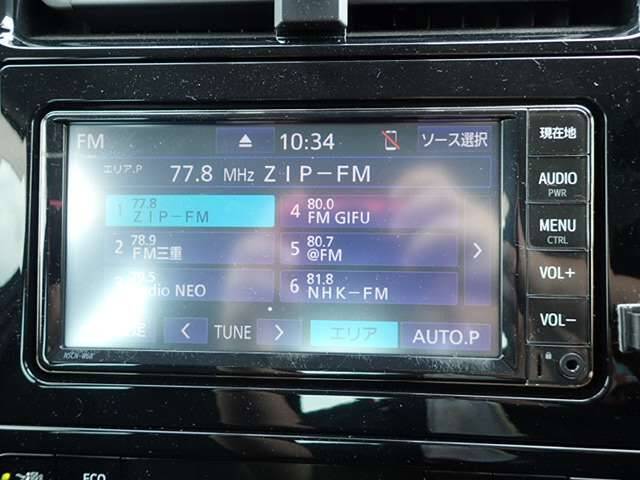 FM 10:34 ソース選択
エリア.P 77.8 MHz ZIP-FM
1 77.8 ZIP-FM
4 80.0 FM GIFU
2 78.9 FM三重
5 80.7 @FM
NEO
6 81.8 NHK-FM
TUNE エリア AUTO.P
現在地
AUDIO
PWR
MENU
CTRL
VOL+
VOL-
NSCN-W68
ECO